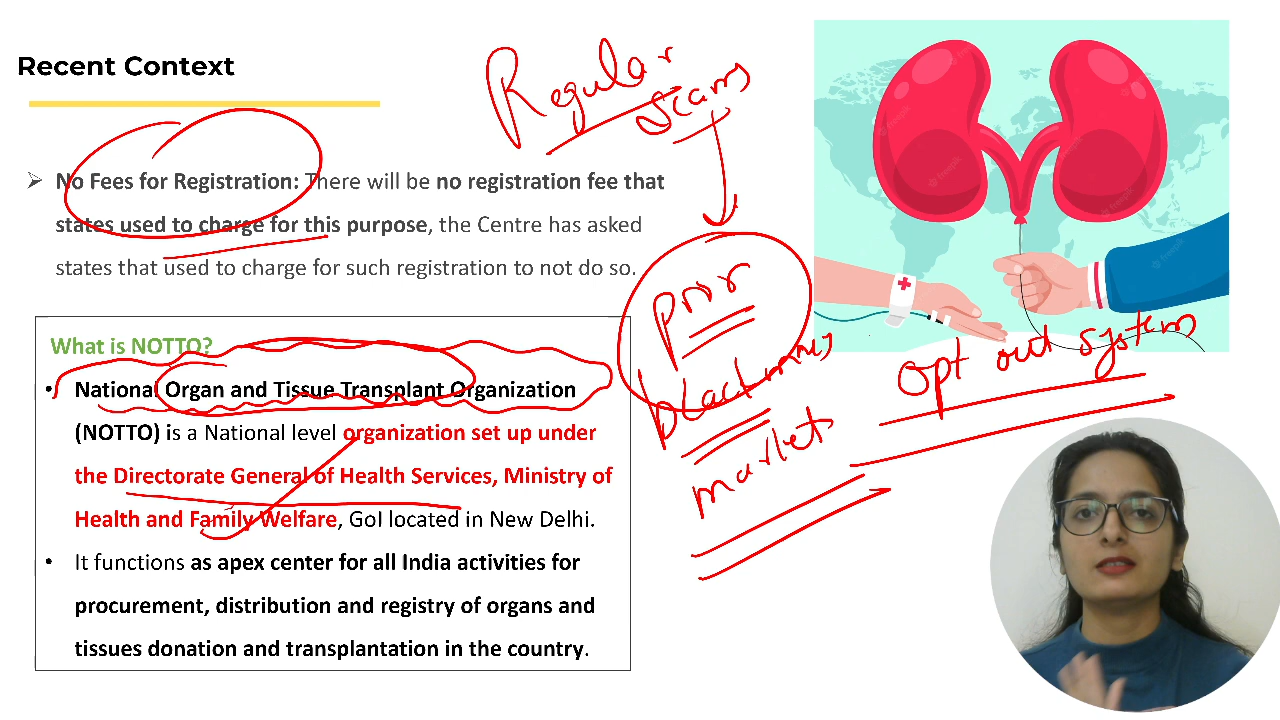 Recent Context
Regular
scams
➢ No Fees for Registration: There will be no registration fee that
states used to charge for this purpose, the Centre has asked
states that used to charge for such registration to not do so.
poor
black
markets
opt out system
What is NOTTO?
• National Organ and Tissue Transplant Organization
(NOTTO) is a National level organization set up under
the Directorate General of Health Services, Ministry of
Health and Family Welfare, GoI located in New Delhi.
• It functions as apex center for all India activities for
procurement, distribution and registry of organs and
tissues donation and transplantation in the country.